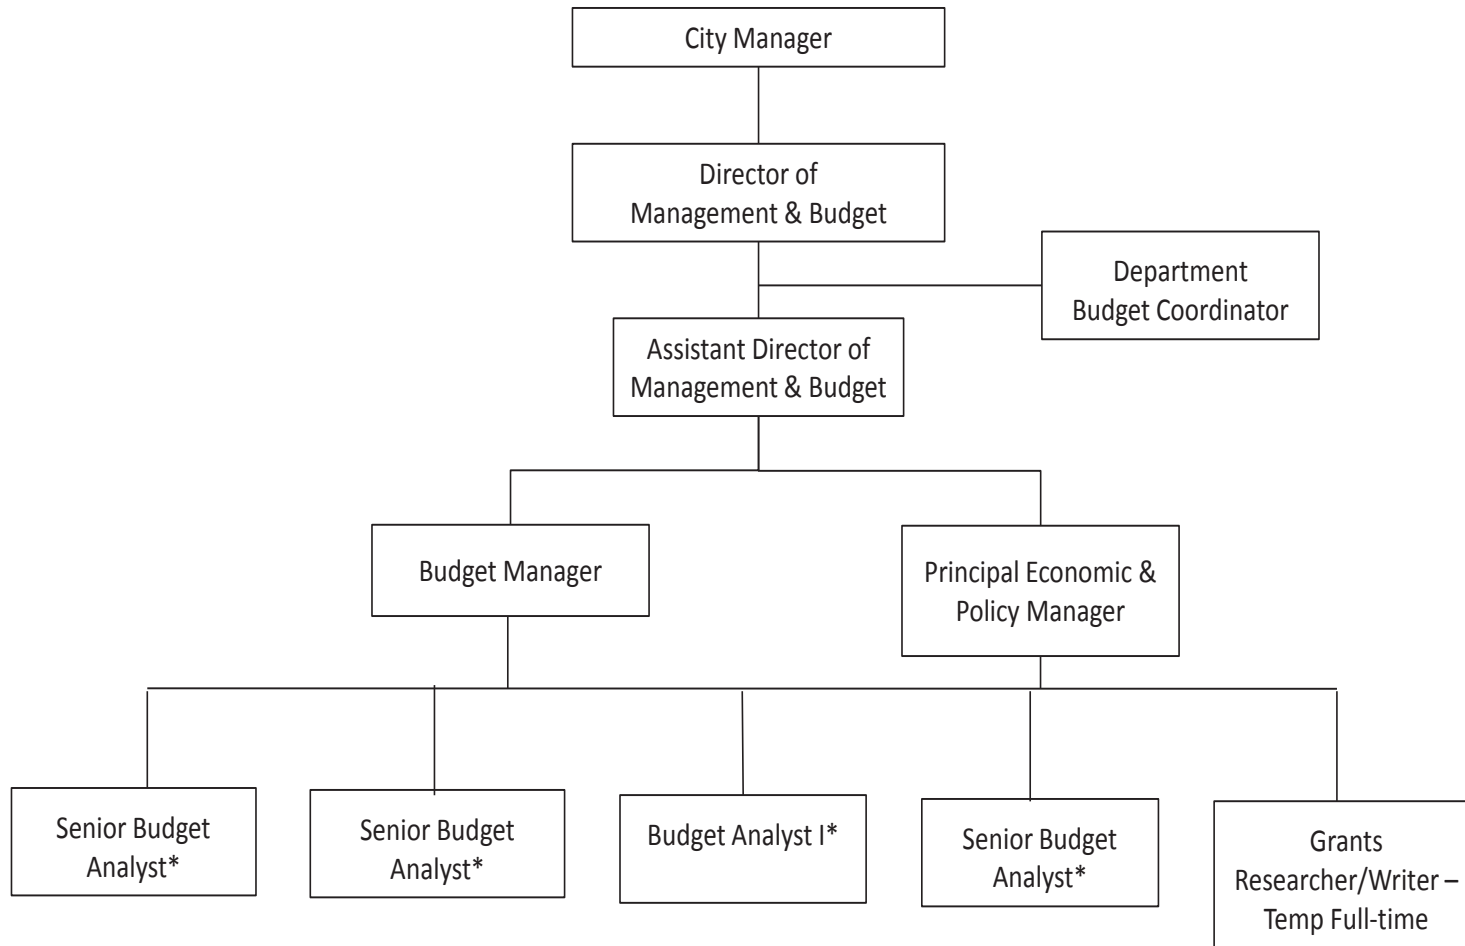 City Manager
Director of
Management & Budget
Department
Budget Coordinator
Assistant Director of
Management & Budget
Budget Manager
Principal Economic &
Policy Manager
Senior Budget
Analyst*
Senior Budget
Analyst*
Budget Analyst I*
Senior Budget
Analyst*
Grants
Researcher/Writer –
Temp Full-time